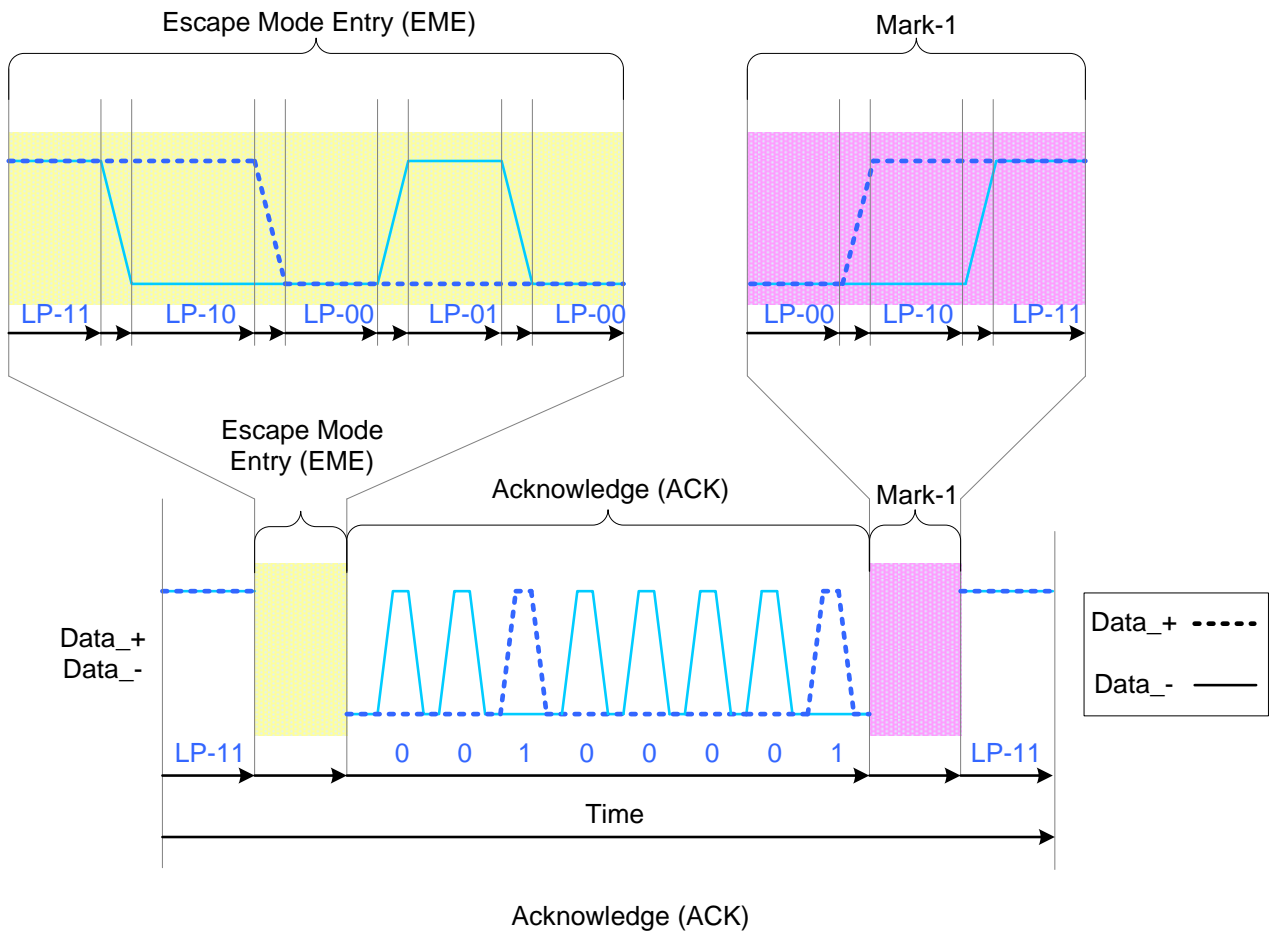 Escape Mode Entry (EME)
Mark-1
LP-11 LP-10 LP-00 LP-01 LP-00
LP-00 LP-10 LP-11
Escape Mode
Entry (EME)
Acknowledge (ACK)
Mark-1
Data_+
Data_-
Data_+
Data_-
LP-11 0 0 1 0 0 0 0 1 LP-11
Time
Acknowledge (ACK)